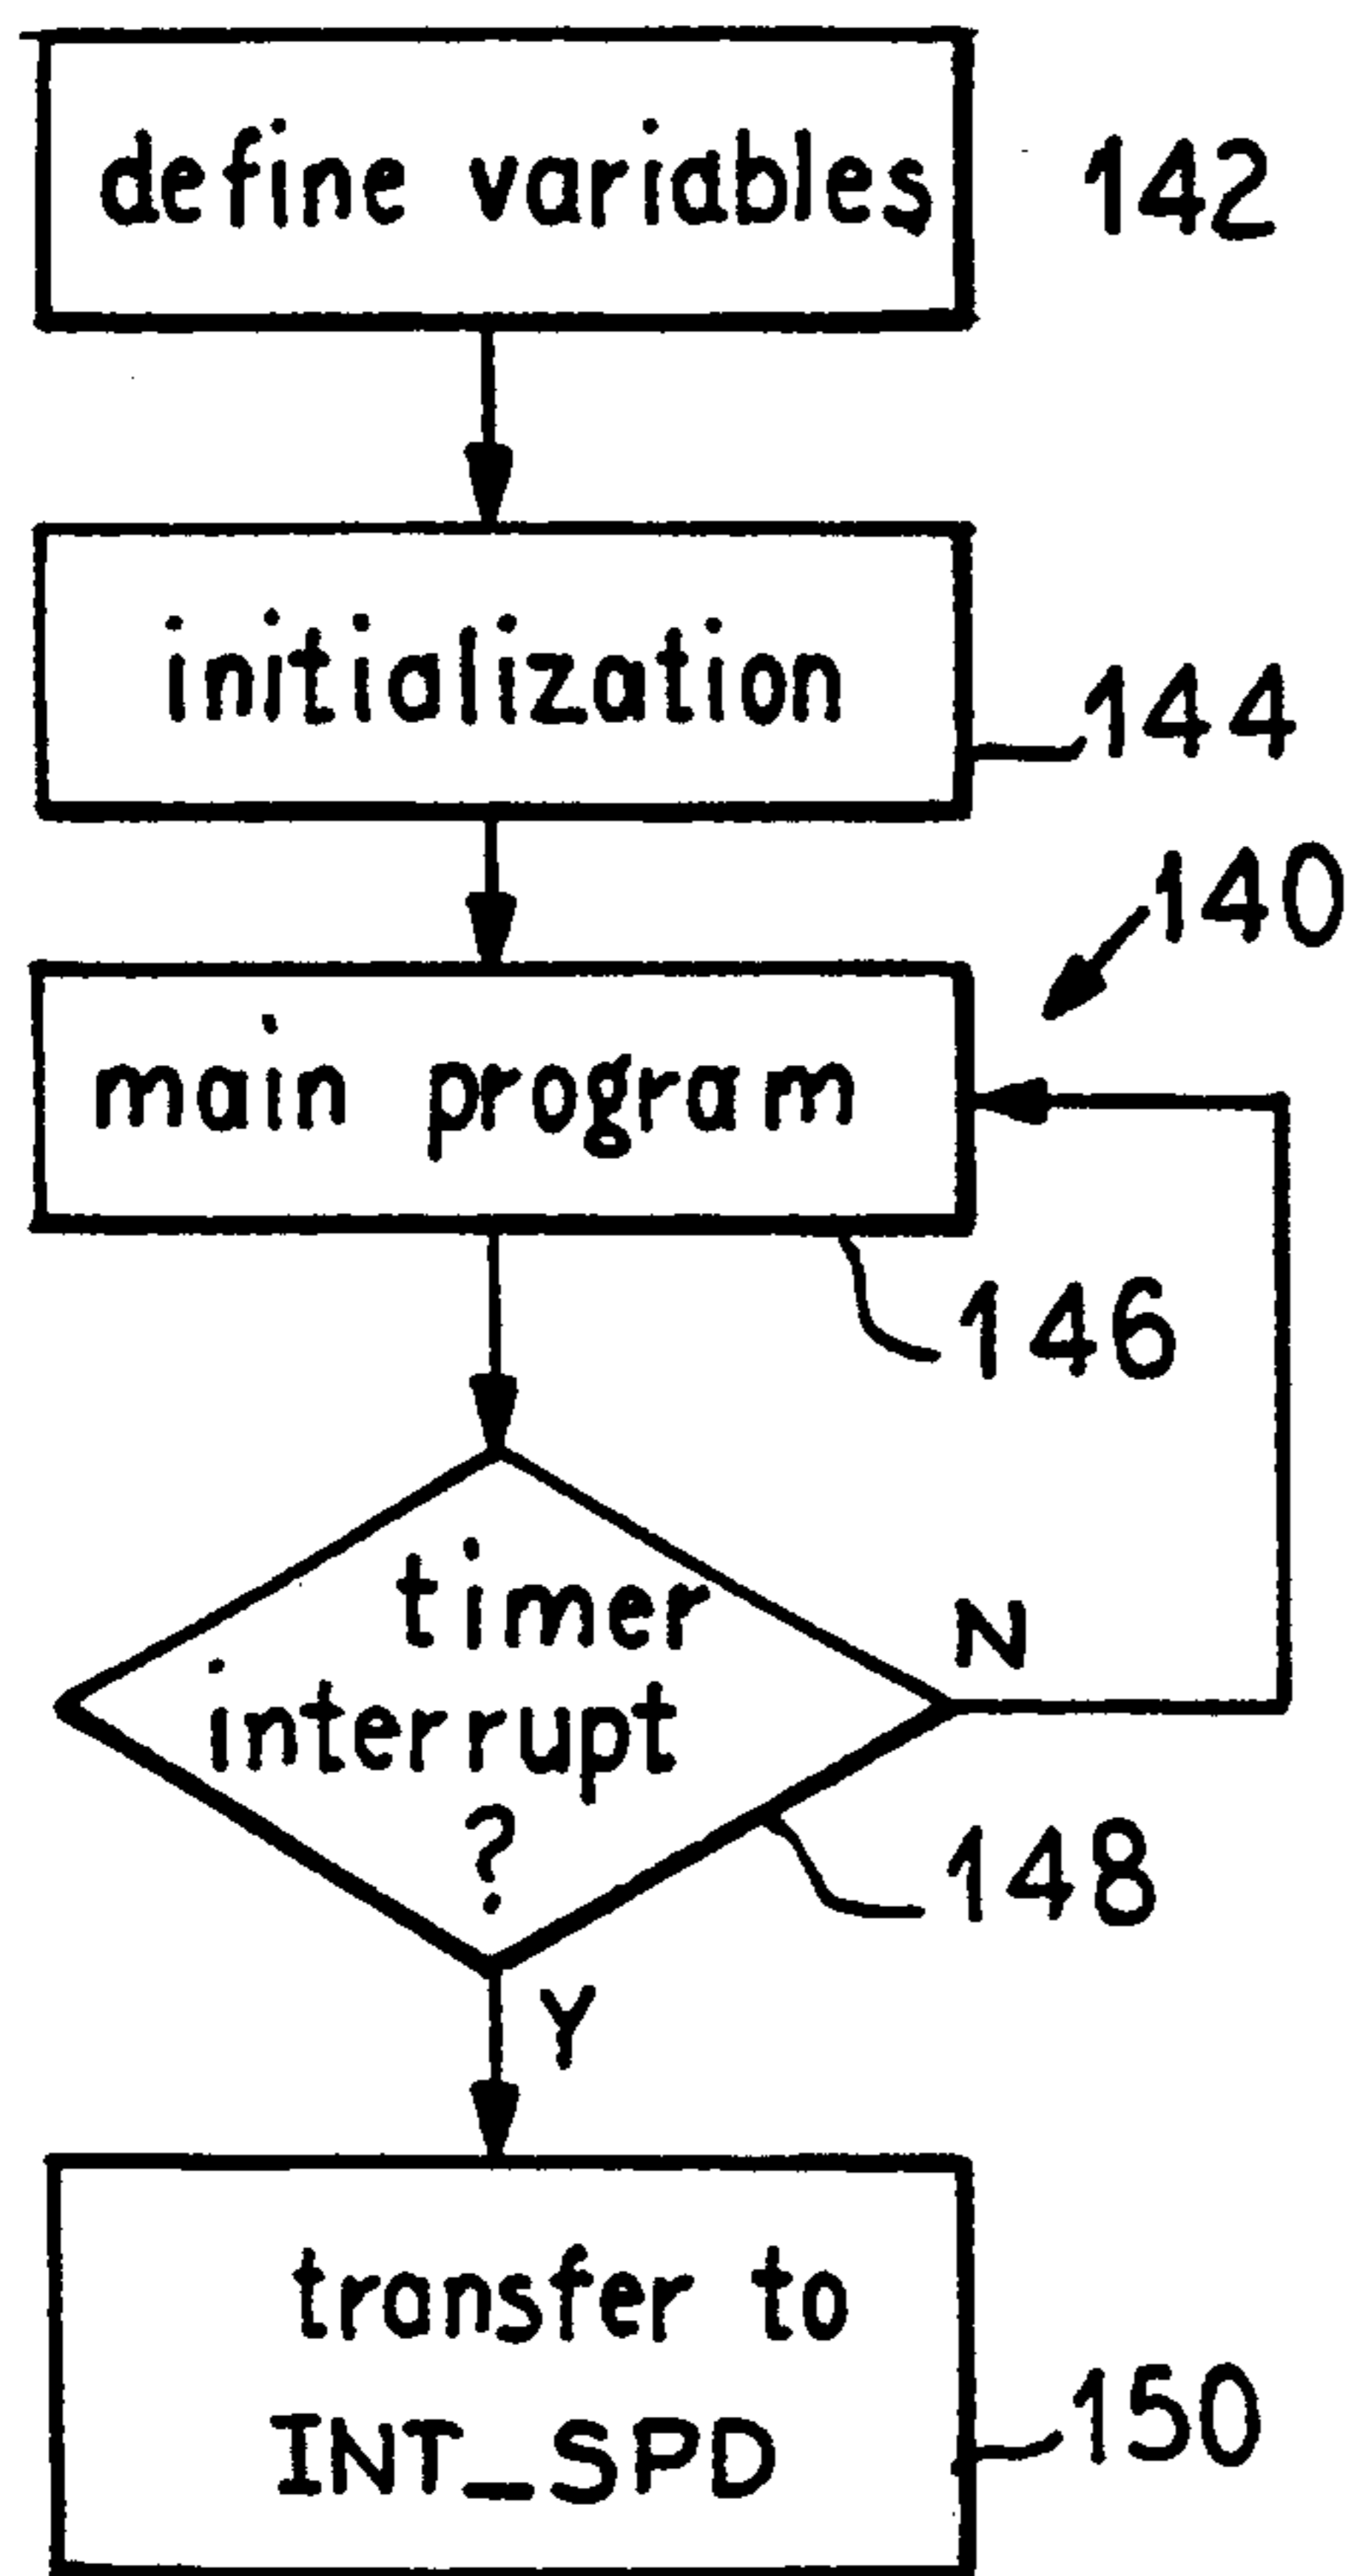 define variables
142
initialization
144
140
main program
146
timer
interrupt
?
N
148
Y
transfer to
INT_SPD
150